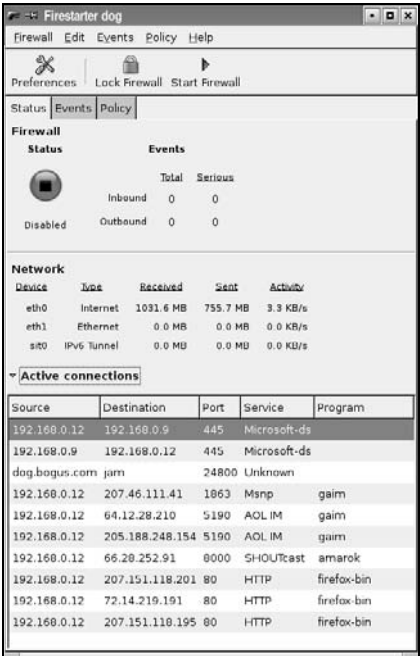 Firestarter dog
Firewall Edit Events Policy Help
Preferences Lock Firewall Start Firewall
Status Events Policy
Firewall
Status Events
Total Serious
Inbound 0 0
Outbound 0 0
Disabled
Network
Device Type Received Sent Activity
eth0 Internet 1031.6 MB 755.7 MB 3.3 KB/s
eth1 Ethernet 0.0 MB 0.0 MB 0.0 KB/s
sit0 IPv6 Tunnel 0.0 MB 0.0 MB 0.0 KB/s
Active connections
Source Destination Port Service Program
192.168.0.12 192.168.0.9 445 Microsoft-ds
192.168.0.9 192.168.0.12 445 Microsoft-ds
dog.bogus.com jam 24800 Unknown
192.168.0.12 207.46.111.41 1863 Msnp gaim
192.168.0.12 64.12.28.210 5190 AOL IM gaim
192.168.0.12 205.188.248.154 5190 AOL IM gaim
192.168.0.12 66.28.252.91 8000 SHOUTcast amarok
192.168.0.12 207.151.118.201 80 HTTP firefox-bin
192.168.0.12 72.14.219.191 80 HTTP firefox-bin
192.168.0.12 207.151.118.195 80 HTTP firefox-bin